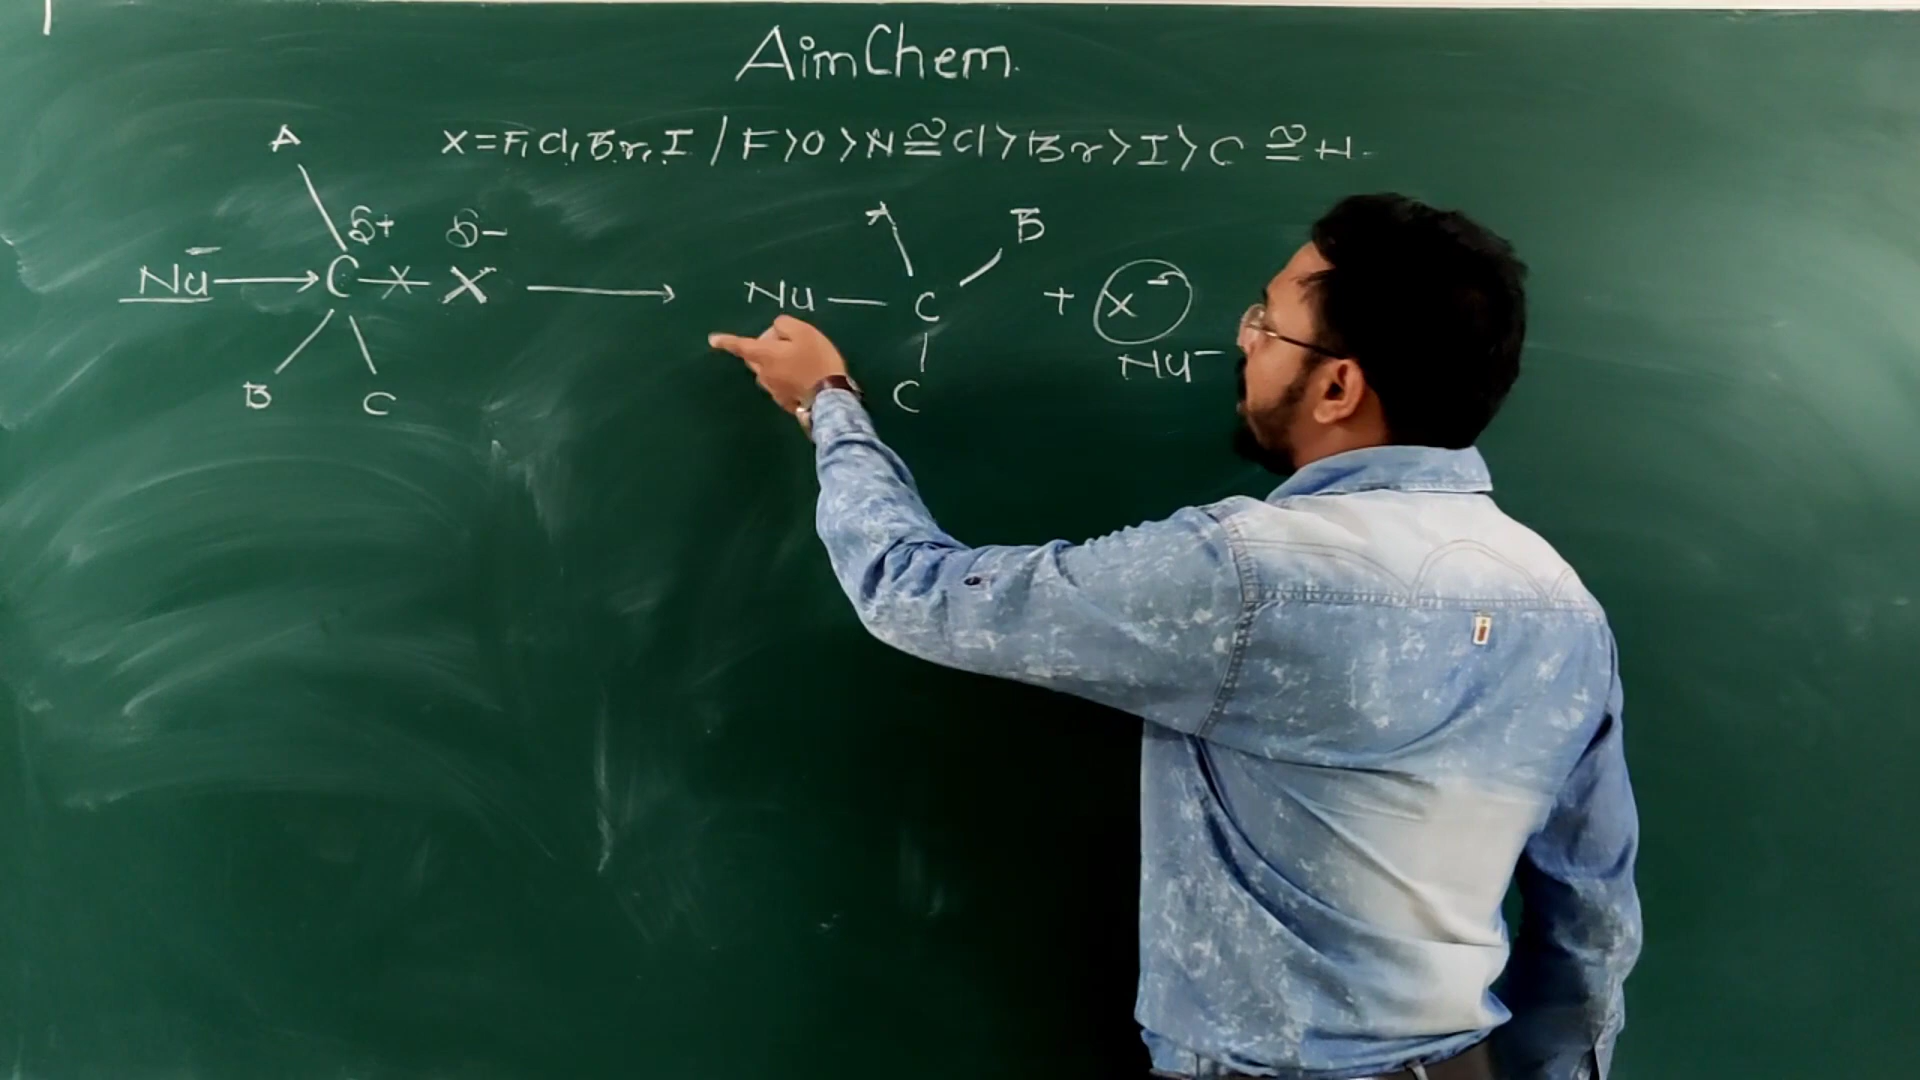 AimChem.
X=F, Cl, Br, I / F>O>N≅Cl>Br>I>C≅H
A
δ+ δ-
Nu⁻ → C — X →
B C
A B
Nu — C + X⁻
C
Nu⁻